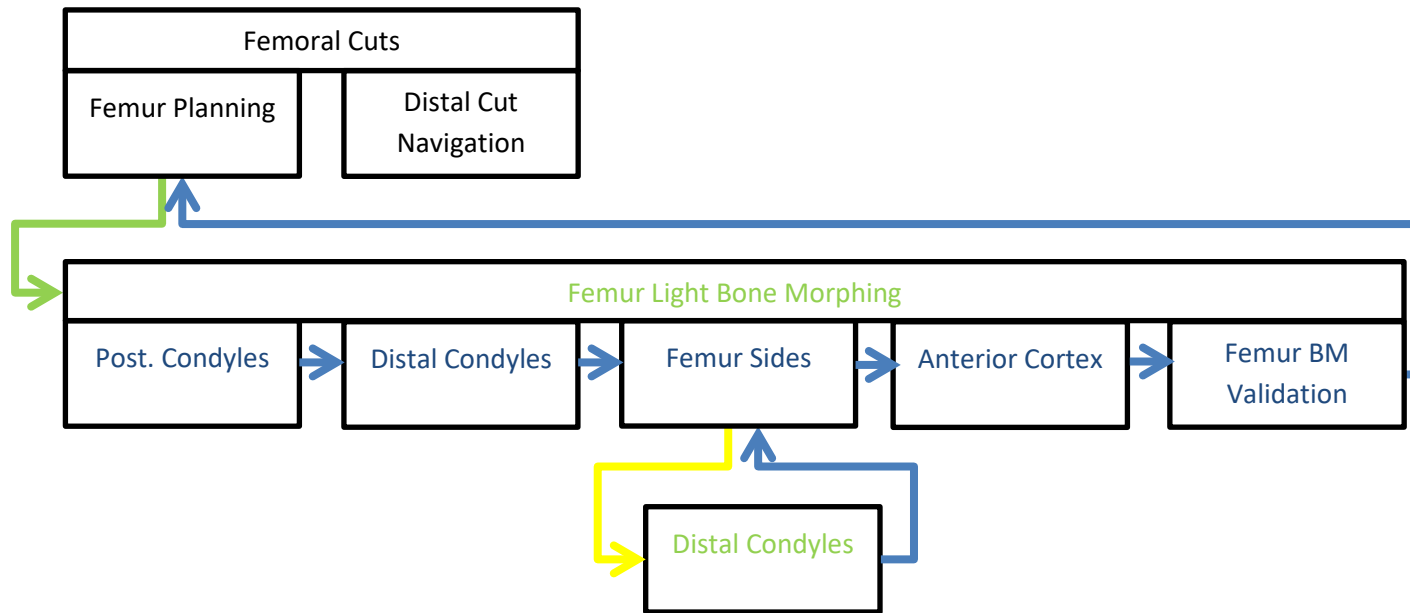 Femoral Cuts
Femur Planning
Distal Cut
Navigation
Femur Light Bone Morphing
Post. Condyles
Distal Condyles
Femur Sides
Anterior Cortex
Femur BM
Validation
Distal Condyles